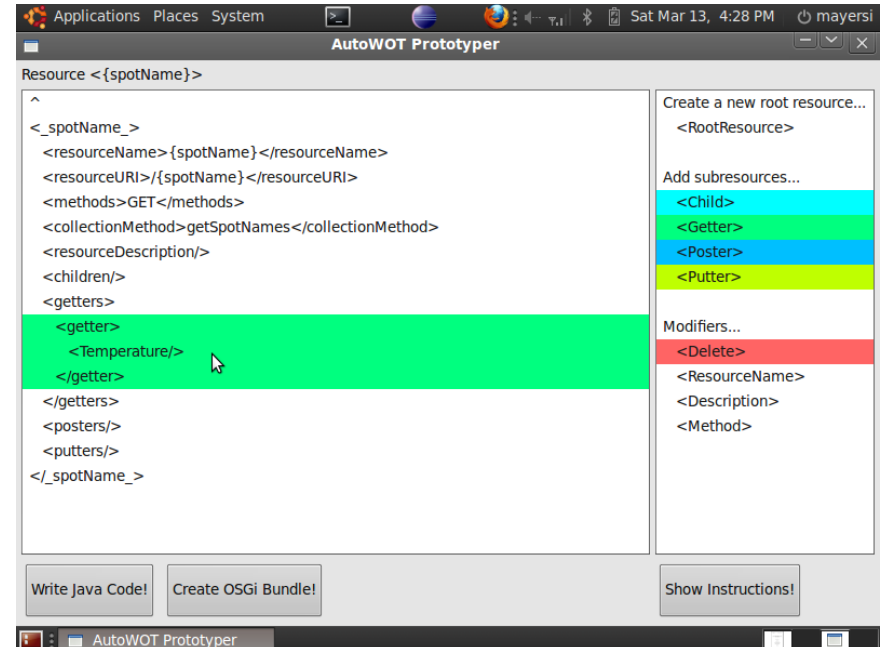 Applications Places System
Sat Mar 13, 4:28 PM mayersi
AutoWOT Prototyper
Resource <{spotName}>
^
<_spotName_>
<resourceName>{spotName}</resourceName>
<resourceURI>/{spotName}</resourceURI>
<methods>GET</methods>
<collectionMethod>getSpotNames</collectionMethod>
<resourceDescription/>
<children/>
<getters>
<getter>
<Temperature/>
</getter>
</getters>
<posters/>
<putters/>
</_spotName_>
Create a new root resource...
<RootResource>
Add subresources...
<Child>
<Getter>
<Poster>
<Putter>
Modifiers...
<Delete>
<ResourceName>
<Description>
<Method>
Write Java Code!
Create OSGi Bundle!
Show Instructions!
AutoWOT Prototyper